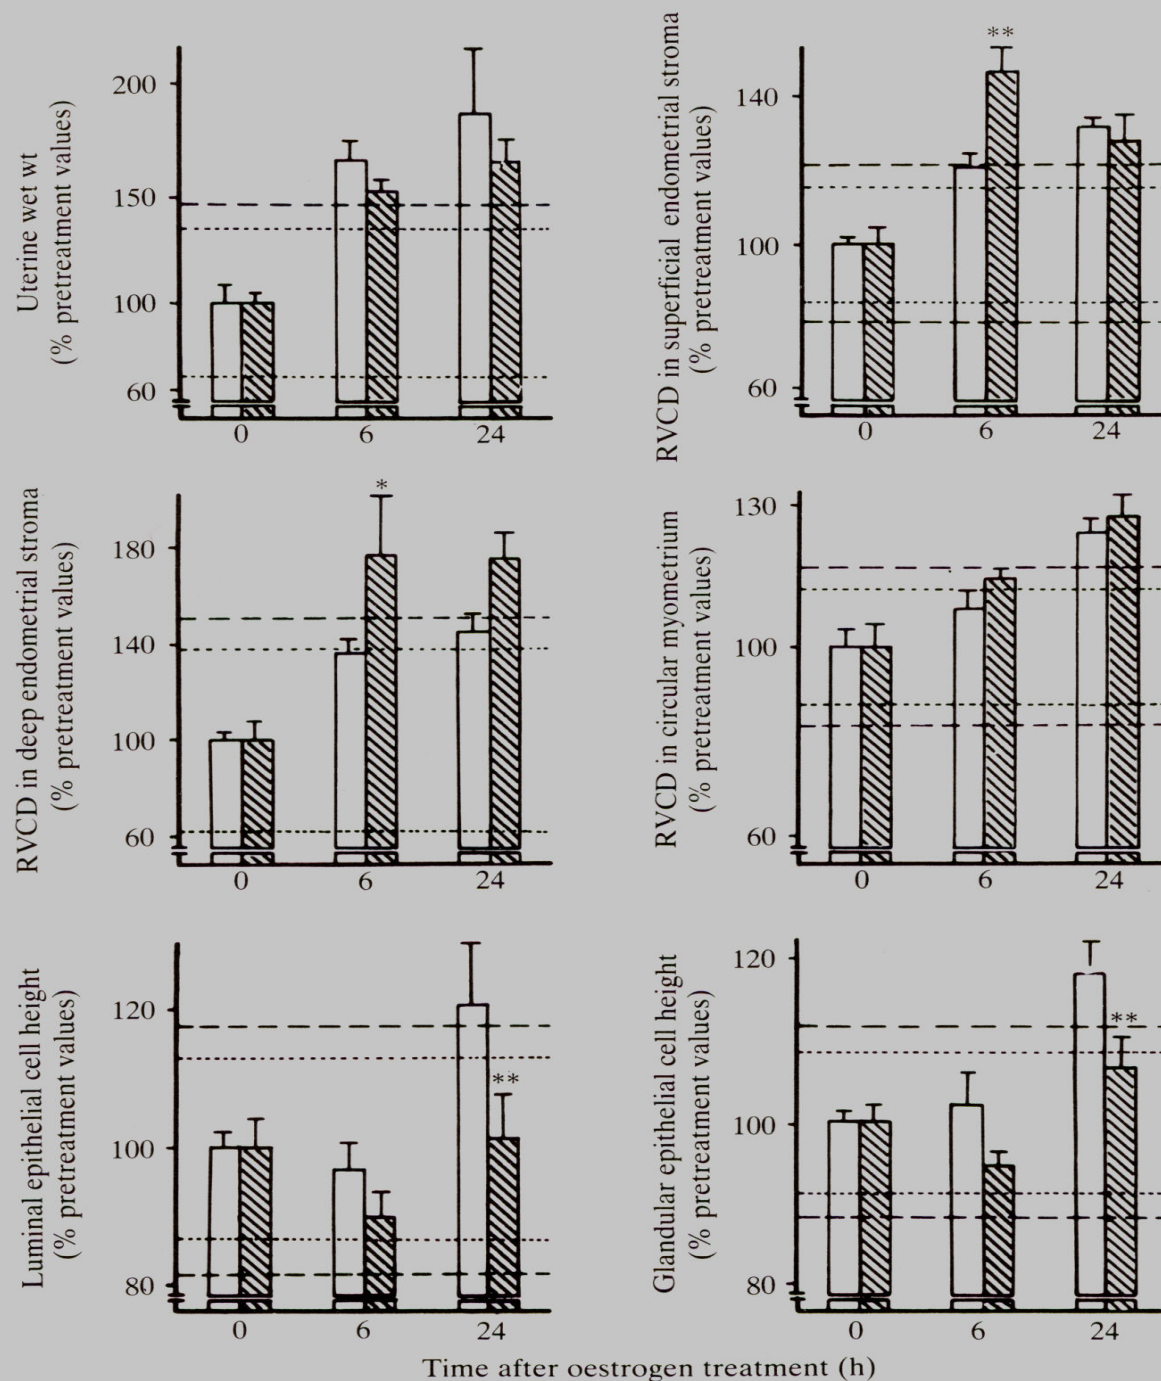 Uterine wet wt
(% pretreatment values)
200
150
100
60
0 6 24
RVCD in superficial endometrial stroma
(% pretreatment values)
**
140
100
60
0 6 24
RVCD in deep endometrial stroma
(% pretreatment values)
*
180
140
100
60
0 6 24
RVCD in circular myometrium
(% pretreatment values)
130
100
60
0 6 24
Luminal epithelial cell height
(% pretreatment values)
120
**
100
80
0 6 24
Glandular epithelial cell height
(% pretreatment values)
120
**
100
80
0 6 24
Time after oestrogen treatment (h)